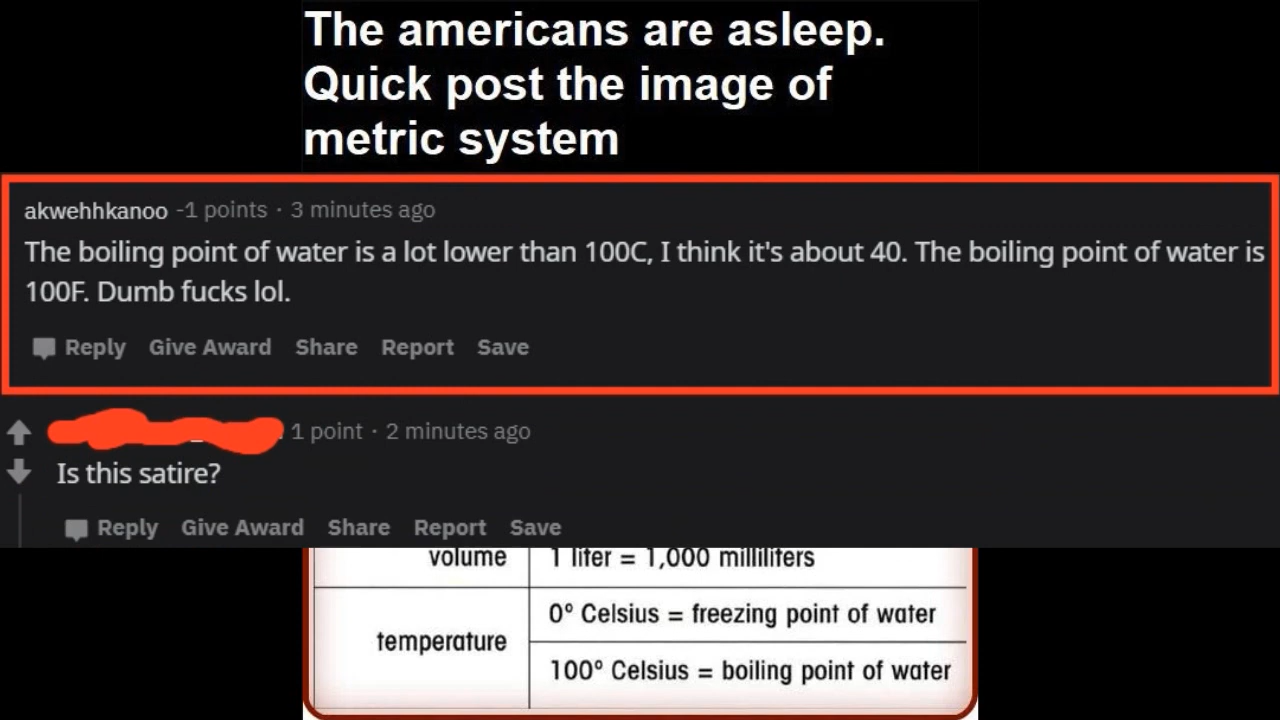 The americans are asleep.
Quick post the image of
metric system
akwehhkanoo -1 points · 3 minutes ago
The boiling point of water is a lot lower than 100C, I think it's about 40. The boiling point of water is
100F. Dumb fucks lol.
Reply Give Award Share Report Save
1 point · 2 minutes ago
Is this satire?
Reply Give Award Share Report Save
volume 1 liter = 1,000 milliliters
0° Celsius = freezing point of water
temperature
100° Celsius = boiling point of water